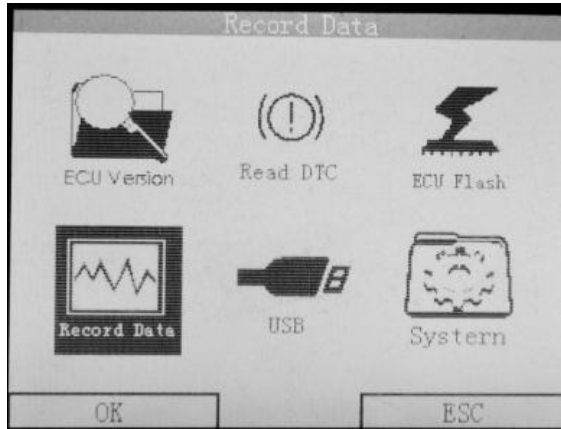 Record Data
ECU Version
Read DTC
ECU Flash
Record Data
USB
Systern
OK
ESC